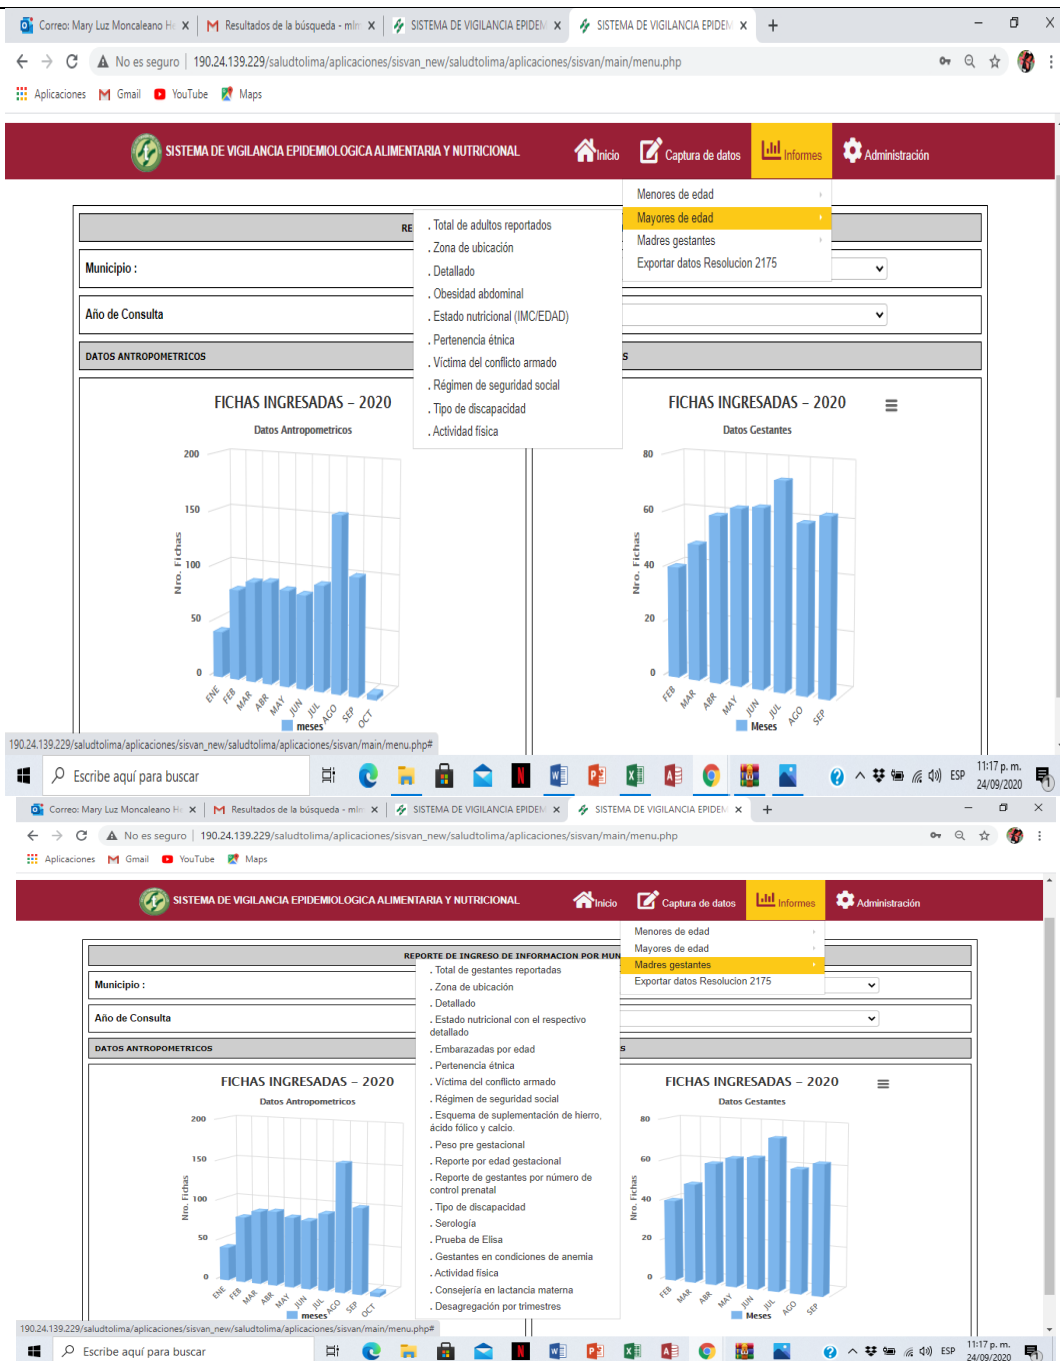 Correo: Mary Luz Moncaleano He
Resultados de la búsqueda - mlm
SISTEMA DE VIGILANCIA EPIDEM
SISTEMA DE VIGILANCIA EPIDEM
No es seguro | 190.24.139.229/saludtolima/aplicaciones/sisvan_new/saludtolima/aplicaciones/sisvan/main/menu.php
Aplicaciones Gmail YouTube Maps
SISTEMA DE VIGILANCIA EPIDEMIOLOGICA ALIMENTARIA Y NUTRICIONAL
Inicio Captura de datos Informes Administración
Menores de edad
Mayores de edad
Madres gestantes
Exportar datos Resolucion 2175
RE
. Total de adultos reportados
. Zona de ubicación
. Detallado
. Obesidad abdominal
. Estado nutricional (IMC/EDAD)
. Pertenencia étnica
. Víctima del conflicto armado
. Régimen de seguridad social
. Tipo de discapacidad
. Actividad física
Municipio :
Año de Consulta
DATOS ANTROPOMETRICOS
S
FICHAS INGRESADAS - 2020
Datos Antropometricos
200
150
100
50
0
Nro. Fichas
ENE FEB MAR ABR MAY JUN JUL AGO SEP OCT
meses
FICHAS INGRESADAS - 2020
Datos Gestantes
80
60
40
20
0
Nro. Fichas
FEB MAR ABR MAY JUN JUL AGO SEP
Meses
190.24.139.229/saludtolima/aplicaciones/sisvan_new/saludtolima/aplicaciones/sisvan/main/menu.php#
Escribe aquí para buscar
ESP
11:17 p. m.
24/09/2020
Correo: Mary Luz Moncaleano He
Resultados de la búsqueda - mlm
SISTEMA DE VIGILANCIA EPIDEM
SISTEMA DE VIGILANCIA EPIDEM
No es seguro | 190.24.139.229/saludtolima/aplicaciones/sisvan_new/saludtolima/aplicaciones/sisvan/main/menu.php
Aplicaciones Gmail YouTube Maps
SISTEMA DE VIGILANCIA EPIDEMIOLOGICA ALIMENTARIA Y NUTRICIONAL
Inicio Captura de datos Informes Administración
Menores de edad
Mayores de edad
Madres gestantes
Exportar datos Resolucion 2175
REPORTE DE INGRESO DE INFORMACION POR MUN
. Total de gestantes reportadas
. Zona de ubicación
. Detallado
. Estado nutricional con el respectivo
detallado
. Embarazadas por edad
. Pertenencia étnica
. Víctima del conflicto armado
. Régimen de seguridad social
. Esquema de suplementación de hierro,
ácido fólico y calcio.
. Peso pre gestacional
. Reporte por edad gestacional
. Reporte de gestantes por número de
control prenatal
. Tipo de discapacidad
. Serología
. Prueba de Elisa
. Gestantes en condiciones de anemia
. Actividad física
. Consejería en lactancia materna
. Desagregación por trimestres
Municipio :
Año de Consulta
DATOS ANTROPOMETRICOS
S
FICHAS INGRESADAS - 2020
Datos Antropometricos
200
150
100
50
0
Nro. Fichas
ENE FEB MAR ABR MAY JUN JUL AGO SEP OCT
meses
FICHAS INGRESADAS - 2020
Datos Gestantes
80
60
40
20
0
Nro. Fichas
FEB MAR ABR MAY JUN JUL AGO SEP
Meses
190.24.139.229/saludtolima/aplicaciones/sisvan_new/saludtolima/aplicaciones/sisvan/main/menu.php#
Escribe aquí para buscar
ESP
11:17 p. m.
24/09/2020